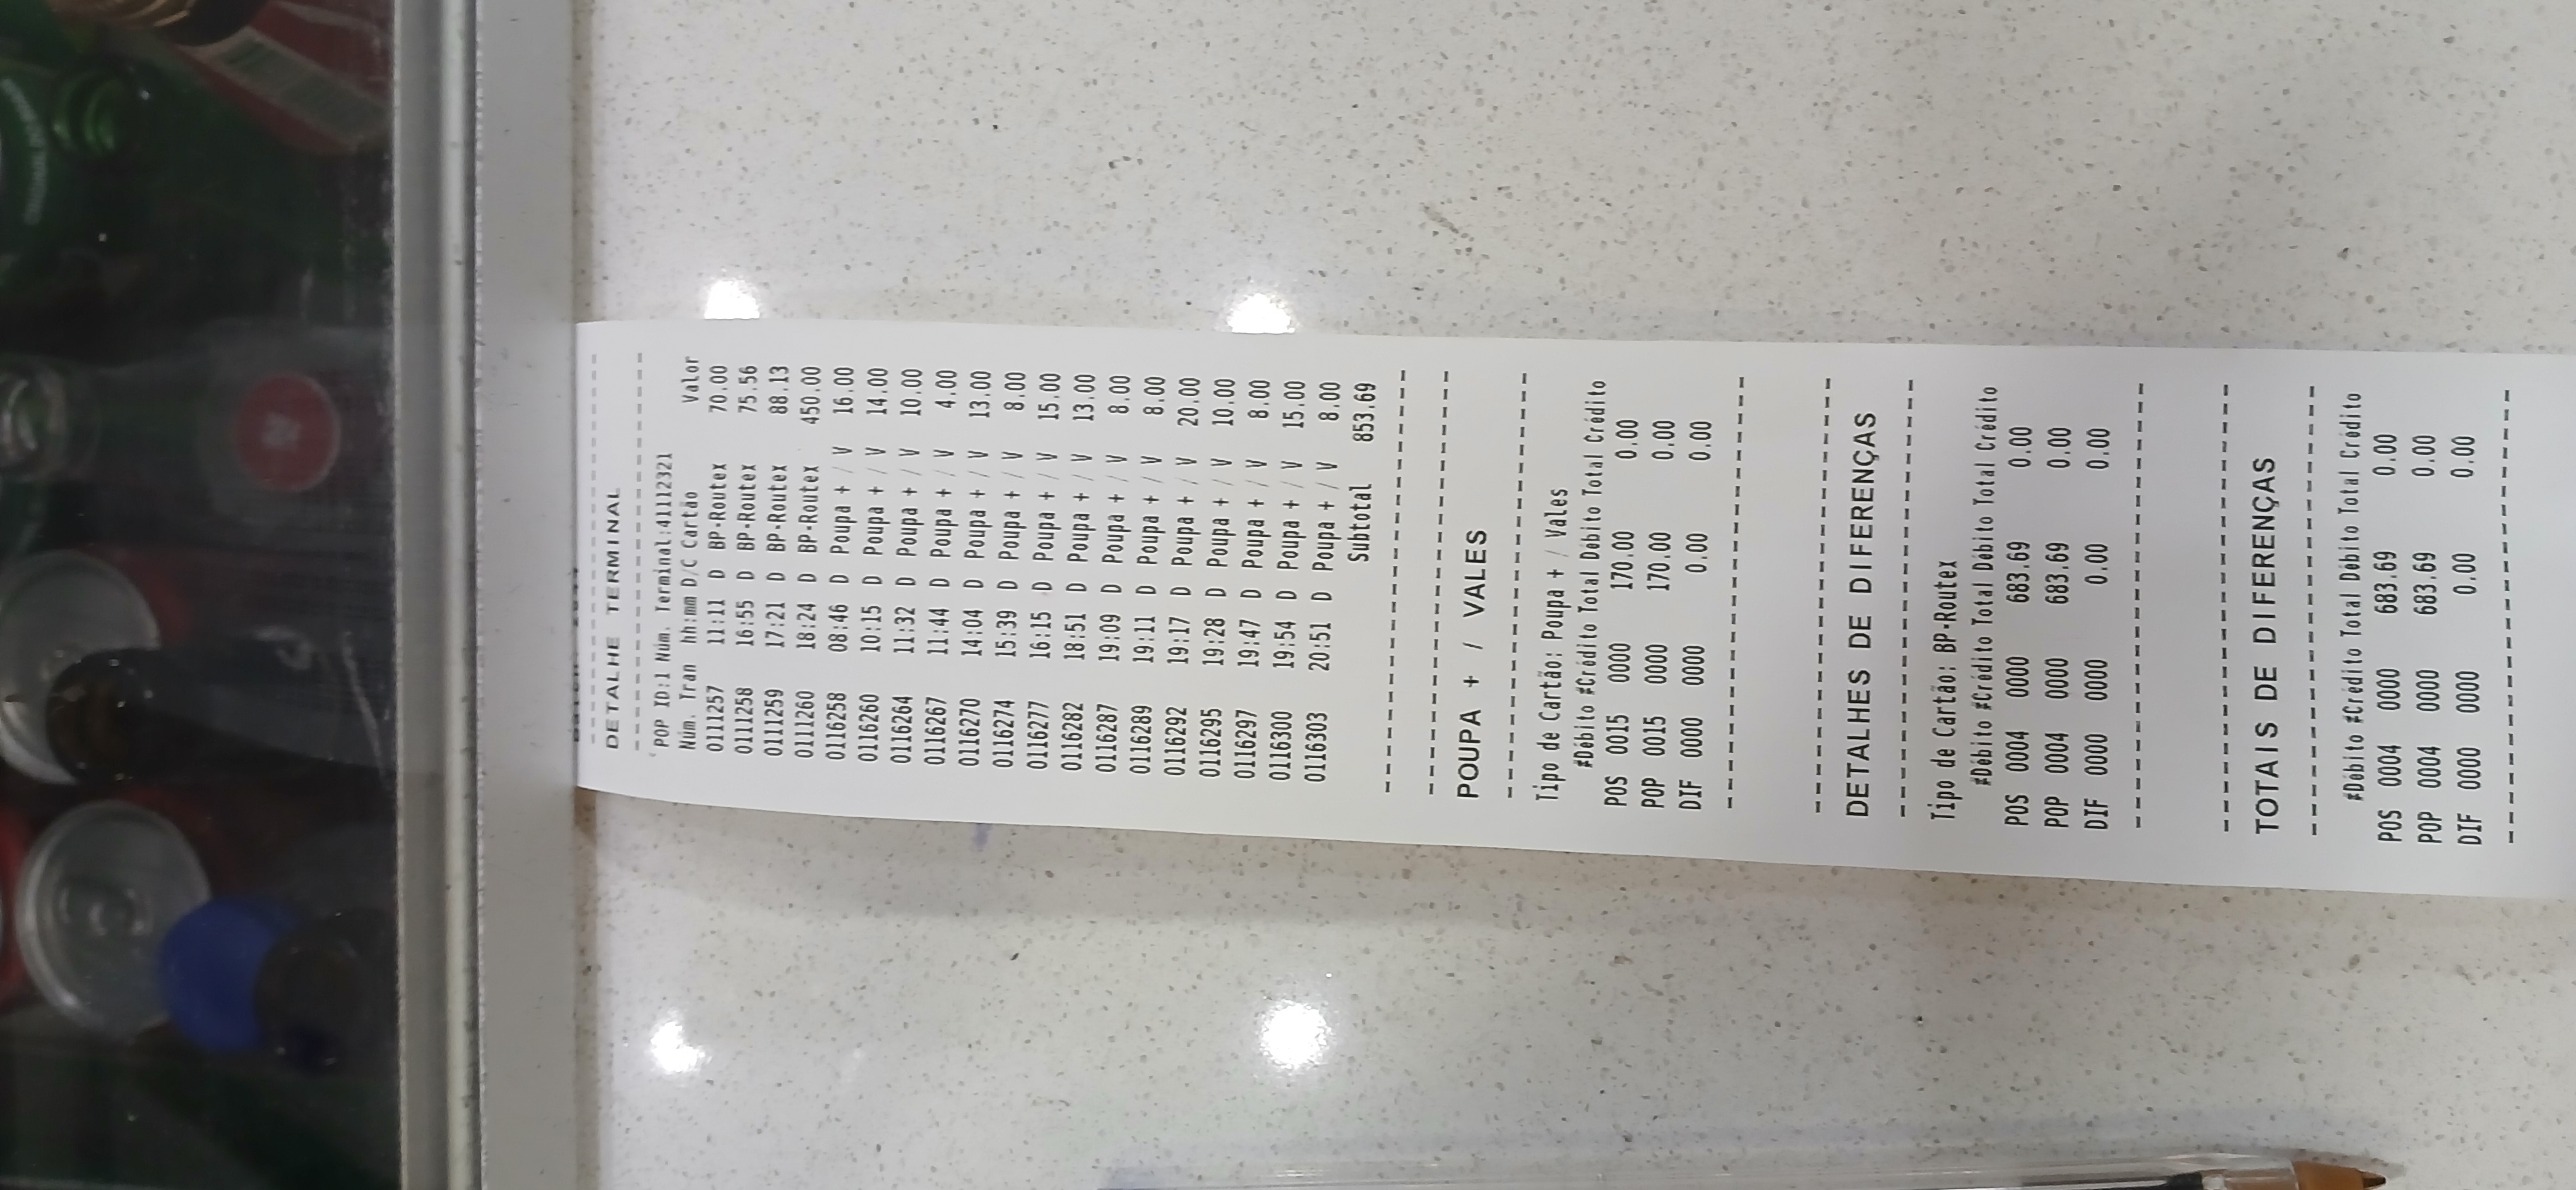 DETALHE TERMINAL
POP ID:1 Núm. Terminal:41112321
Núm. Tran hh:mm D/C Cartão Valor
0111257 11:11 D BP-Routex 70.00
0111258 16:55 D BP-Routex 75.56
0111259 17:21 D BP-Routex 88.13
0111260 18:24 D BP-Routex 450.00
0116258 08:46 D Poupa + / V 16.00
0116260 10:15 D Poupa + / V 14.00
0116264 11:32 D Poupa + / V 10.00
0116267 11:44 D Poupa + / V 4.00
0116270 14:04 D Poupa + / V 13.00
0116274 15:39 D Poupa + / V 8.00
0116277 16:15 D Poupa + / V 15.00
0116282 18:51 D Poupa + / V 13.00
0116287 19:09 D Poupa + / V 8.00
0116289 19:11 D Poupa + / V 8.00
0116292 19:17 D Poupa + / V 20.00
0116295 19:28 D Poupa + / V 10.00
0116297 19:47 D Poupa + / V 8.00
0116300 19:54 D Poupa + / V 15.00
0116303 20:51 D Poupa + / V 8.00
Subtotal 853.69
POUPA + / VALES
Tipo de Cartão: Poupa + / Vales
#Débito #Crédito Total Débito Total Crédito
POS 0015 0000 170.00 0.00
POP 0015 0000 170.00 0.00
DIF 0000 0000 0.00 0.00
DETALHES DE DIFERENÇAS
Tipo de Cartão: BP-Routex
#Débito #Crédito Total Débito Total Crédito
POS 0004 0000 683.69 0.00
POP 0004 0000 683.69 0.00
DIF 0000 0000 0.00 0.00
TOTAIS DE DIFERENÇAS
#Débito #Crédito Total Débito Total Crédito
POS 0004 0000 683.69 0.00
POP 0004 0000 683.69 0.00
DIF 0000 0000 0.00 0.00